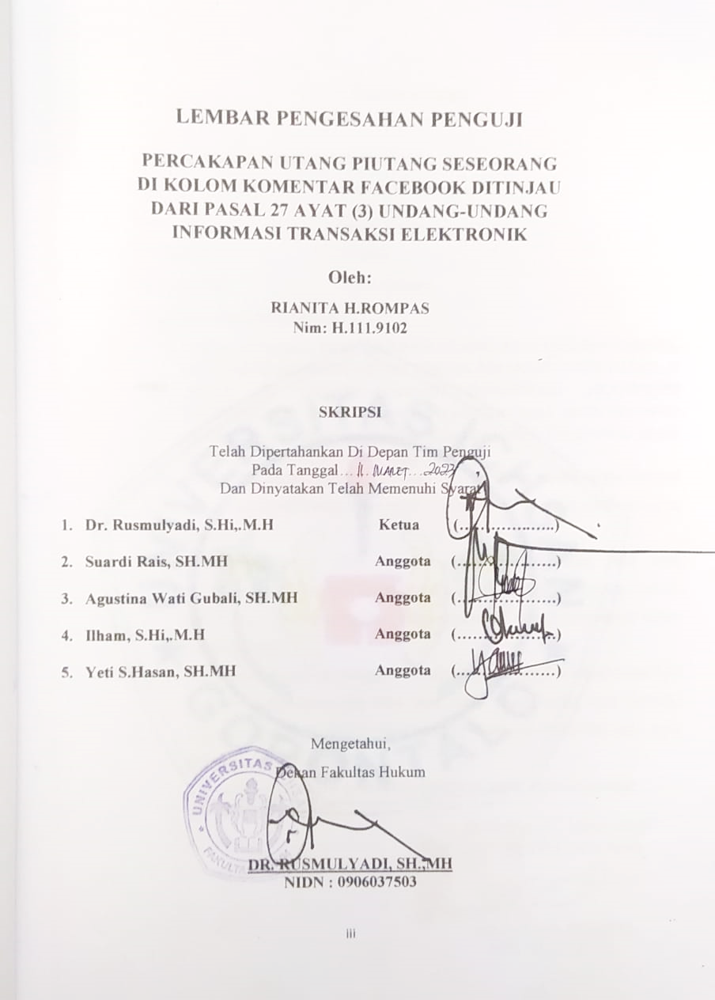 LEMBAR PENGESAHAN PENGUJI
PERCAKAPAN UTANG PIUTANG SESEORANG
DI KOLOM KOMENTAR FACEBOOK DITINJAU
DARI PASAL 27 AYAT (3) UNDANG-UNDANG
INFORMASI TRANSAKSI ELEKTRONIK
Oleh:
RIANITA H.ROMPAS
Nim: H.111.9102
SKRIPSI
Telah Dipertahankan Di Depan Tim Penguji
Pada Tanggal... 11. MARET...2023
Dan Dinyatakan Telah Memenuhi Syarat
1. Dr. Rusmulyadi, S.Hi,.M.H Ketua (....................)
2. Suardi Rais, SH.MH Anggota (....................)
3. Agustina Wati Gubali, SH.MH Anggota (....................)
4. Ilham, S.Hi,.M.H Anggota (....................)
5. Yeti S.Hasan, SH.MH Anggota (....................)
Mengetahui,
Dekan Fakultas Hukum
UNIVERSITAS
DR. RUSMULYADI, SH.,MH
NIDN : 0906037503
iii